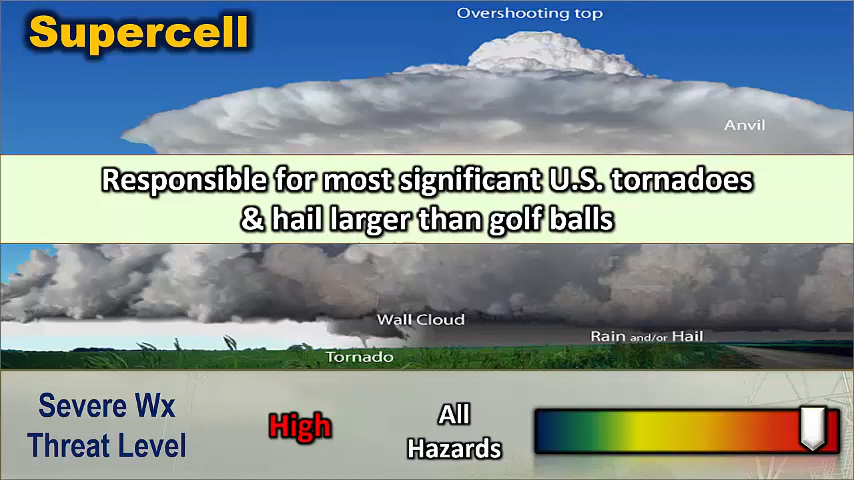 Supercell
Overshooting top
Anvil
Responsible for most significant U.S. tornadoes
& hail larger than golf balls
Wall Cloud
Rain and/or Hail
Tornado
Severe Wx
Threat Level
High
All
Hazards